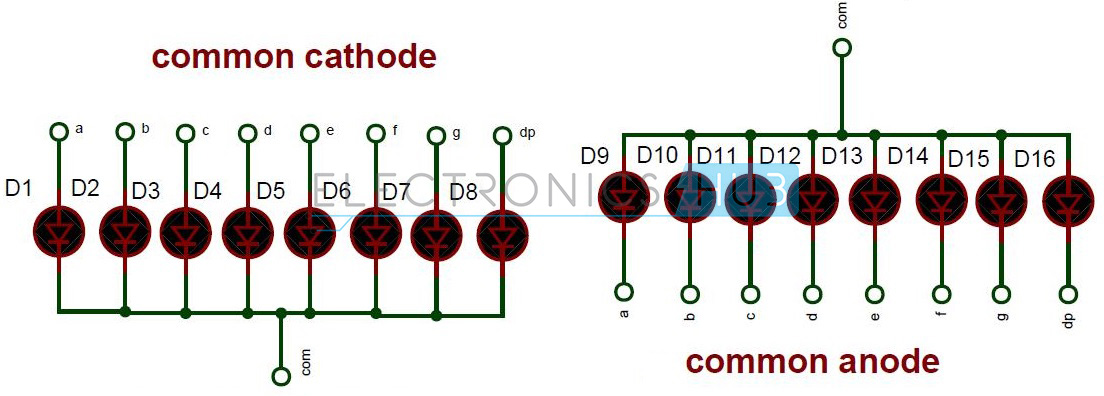 common cathode
a b c d e f g dp
D1 D2 D3 D4 D5 D6 D7 D8
com
com
D9 D10 D11 D12 D13 D14 D15 D16
ELECTRONICS HUB
a b c d e f g dp
common anode